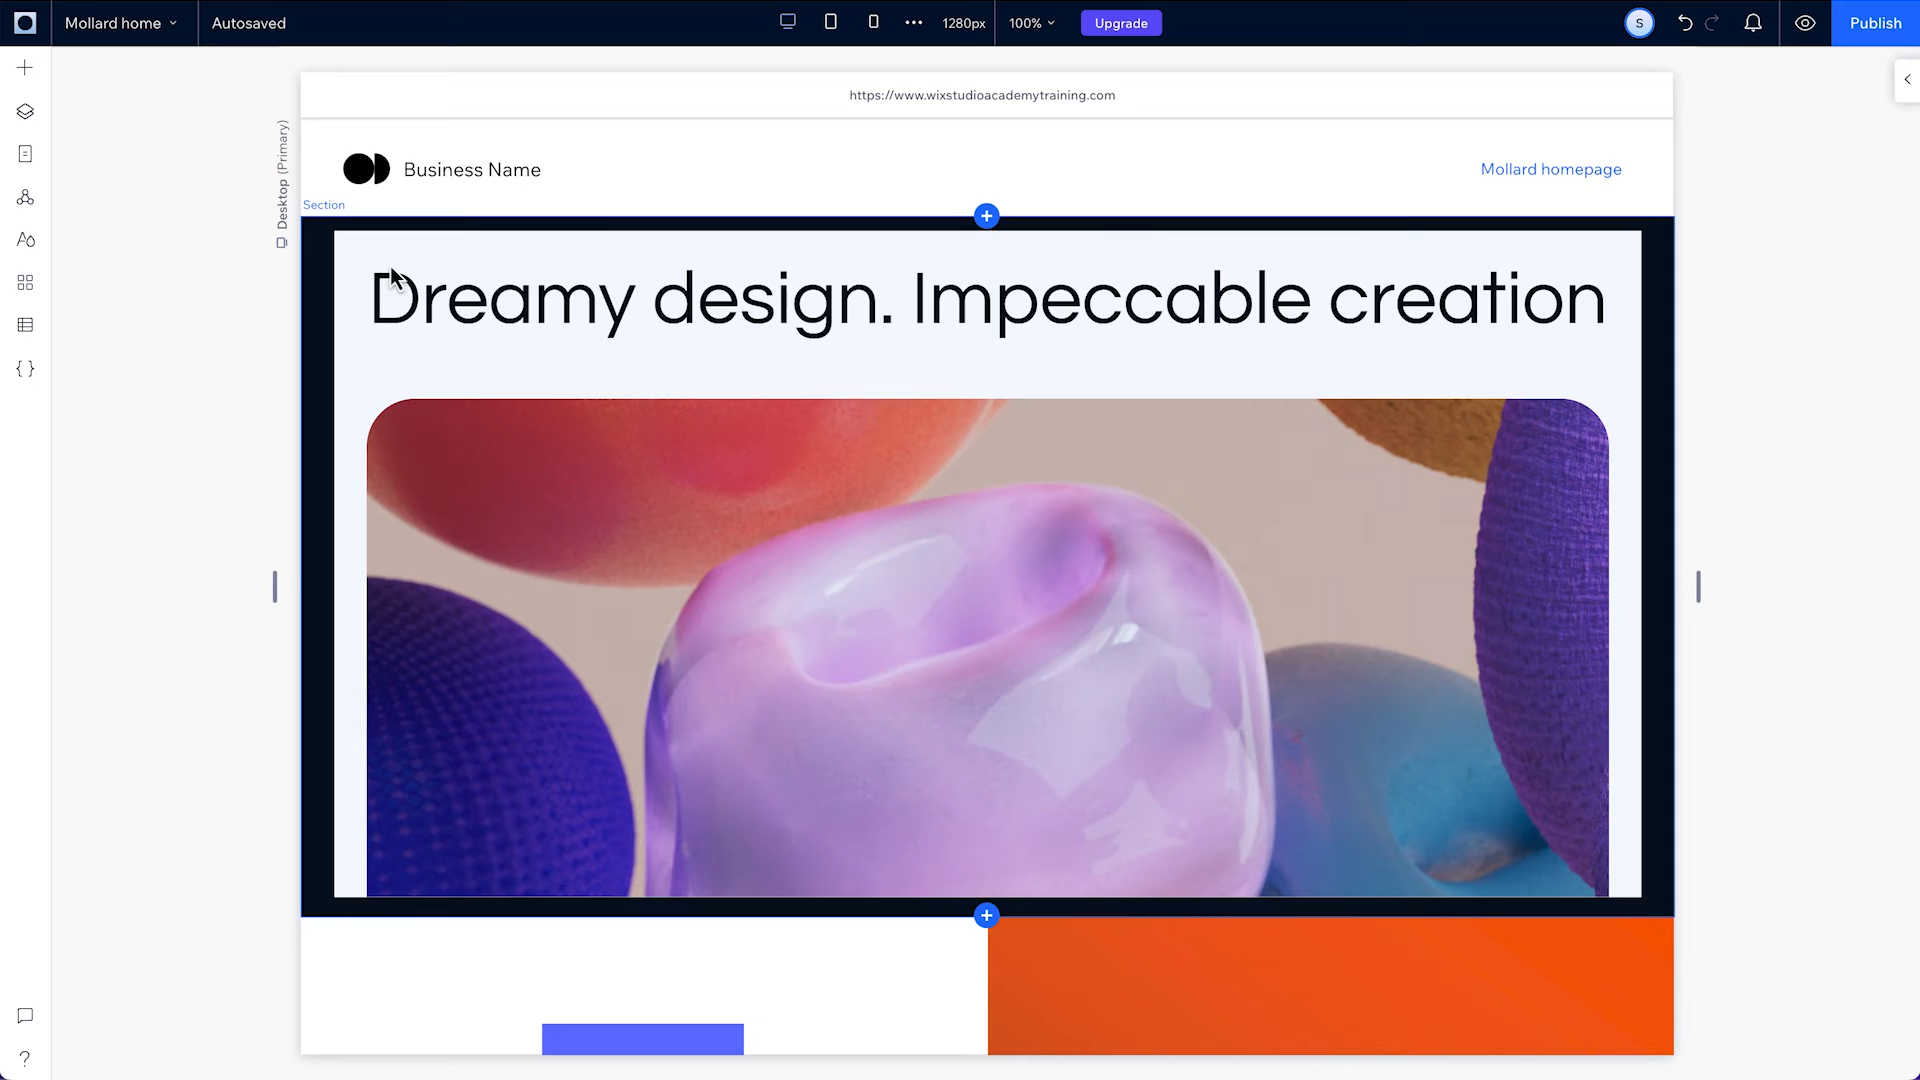 Mollard home
Autosaved
1280px
100%
Upgrade
S
Publish
https://www.wixstudioacademytraining.com
Desktop (Primary)
Business Name
Mollard homepage
Section
Dreamy design. Impeccable creation